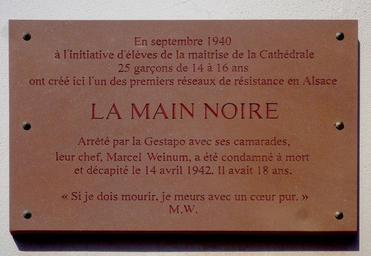 En septembre 1940
à l'initiative d'élèves de la maîtrise de la Cathédrale
25 garçons de 14 à 16 ans
ont créé ici l'un des premiers réseaux de résistance en Alsace
LA MAIN NOIRE
Arrêté par la Gestapo avec ses camarades,
leur chef, Marcel Weinum, a été condamné à mort
et décapité le 14 avril 1942. Il avait 18 ans.
« Si je dois mourir, je meurs avec un cœur pur. »
M.W.